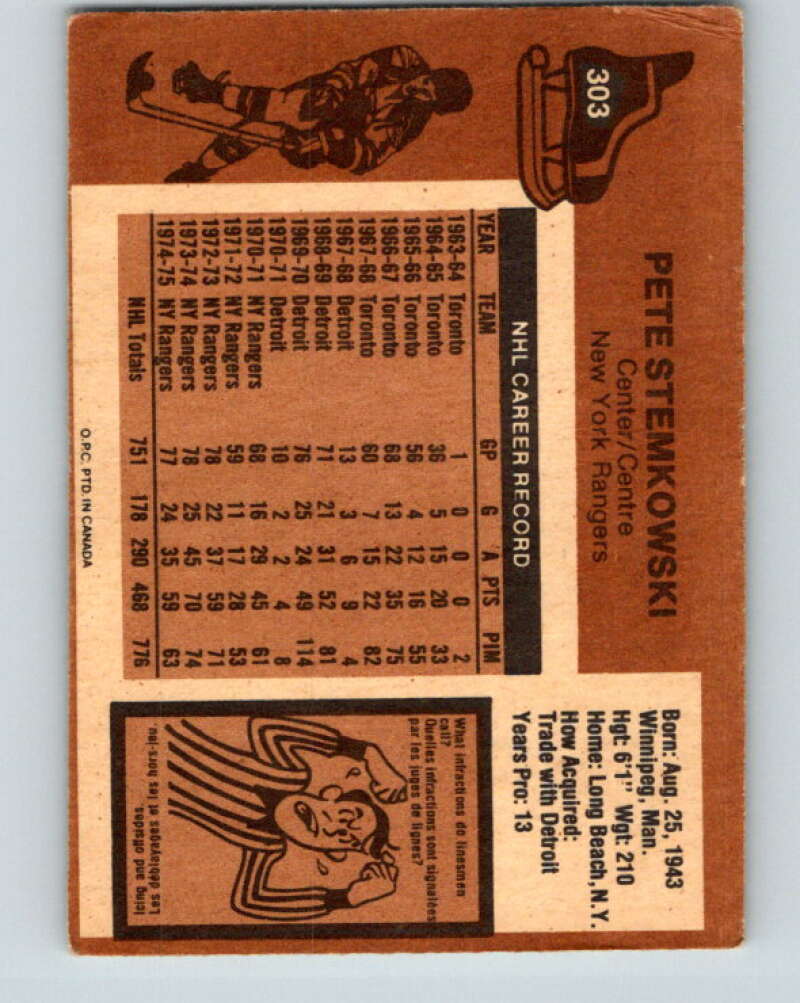 303
PETE STEMKOWSKI
Center/Centre
New York Rangers
Born: Aug. 25, 1943
Winnipeg, Man.
Hgt: 6'1" Wgt: 210
Home: Long Beach, N.Y.
How Acquired:
Trade with Detroit
Years Pro: 13
NHL CAREER RECORD
YEAR TEAM GP G A PTS PIM
1963-64 Toronto 1 0 0 0 2
1964-65 Toronto 36 5 15 20 33
1965-66 Toronto 56 4 12 16 55
1966-67 Toronto 68 13 22 35 75
1967-68 Toronto 60 7 15 22 82
1967-68 Detroit 13 3 6 9 4
1968-69 Detroit 71 21 31 52 81
1969-70 Detroit 76 25 24 49 114
1970-71 Detroit 10 2 2 4 8
1970-71 NY Rangers 68 16 29 45 61
1971-72 NY Rangers 59 11 17 28 53
1972-73 NY Rangers 78 22 37 59 71
1973-74 NY Rangers 78 25 45 70 74
1974-75 NY Rangers 77 24 35 59 63
NHL Totals 751 178 290 468 776
What infractions do linesmen
call?
Quelles infractions sont signalées
par les juges de lignes?
Icing and offsides.
Les déblayages et les hors-jeu.
O.P.C. PTD. IN CANADA